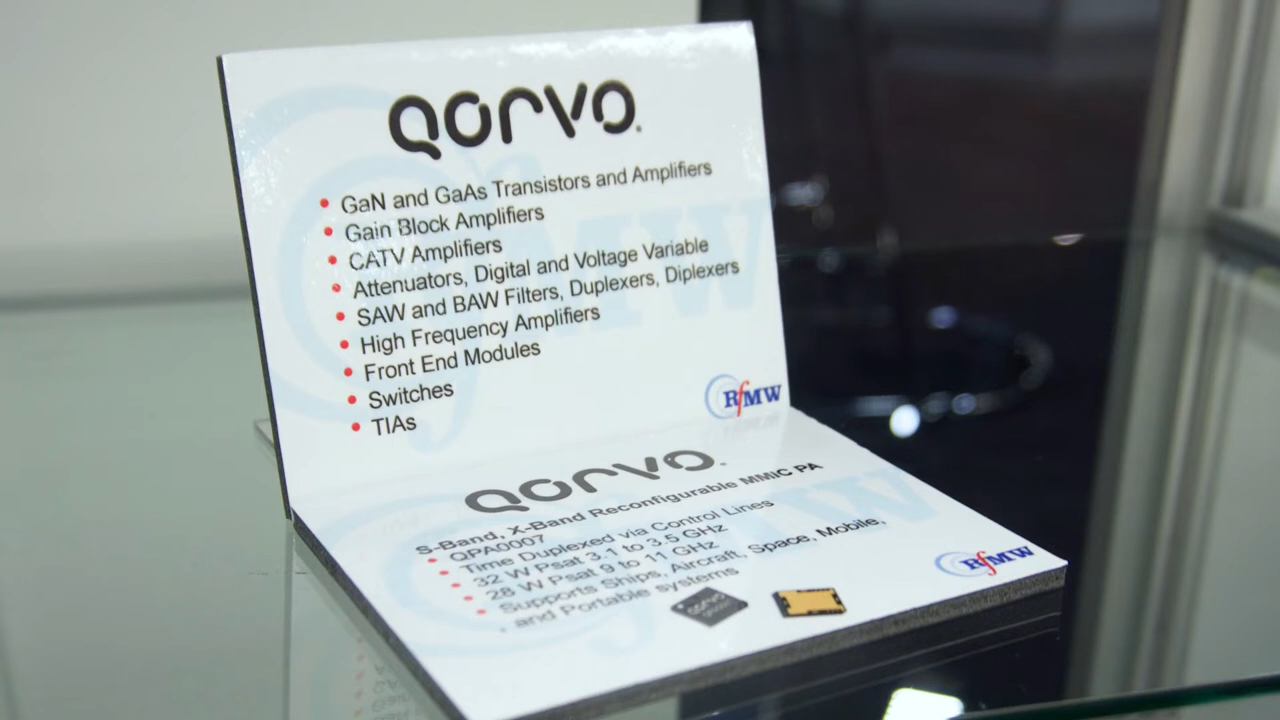 QORVO
GaN and GaAs Transistors and Amplifiers
Gain Block Amplifiers
CATV Amplifiers
Attenuators, Digital and Voltage Variable
SAW and BAW Filters, Duplexers, Diplexers
High Frequency Amplifiers
Front End Modules
Switches
TIAs
RfMW
QORVO
S-Band, X-Band Reconfigurable MMIC PA
QPA0007
Time Duplexed via Control Lines
32 W Psat 3.1 to 3.5 GHz
28 W Psat 9 to 11 GHz
Supports Ships, Aircraft, Space, Mobile,
, and Portable systems
RfMW
QORVO